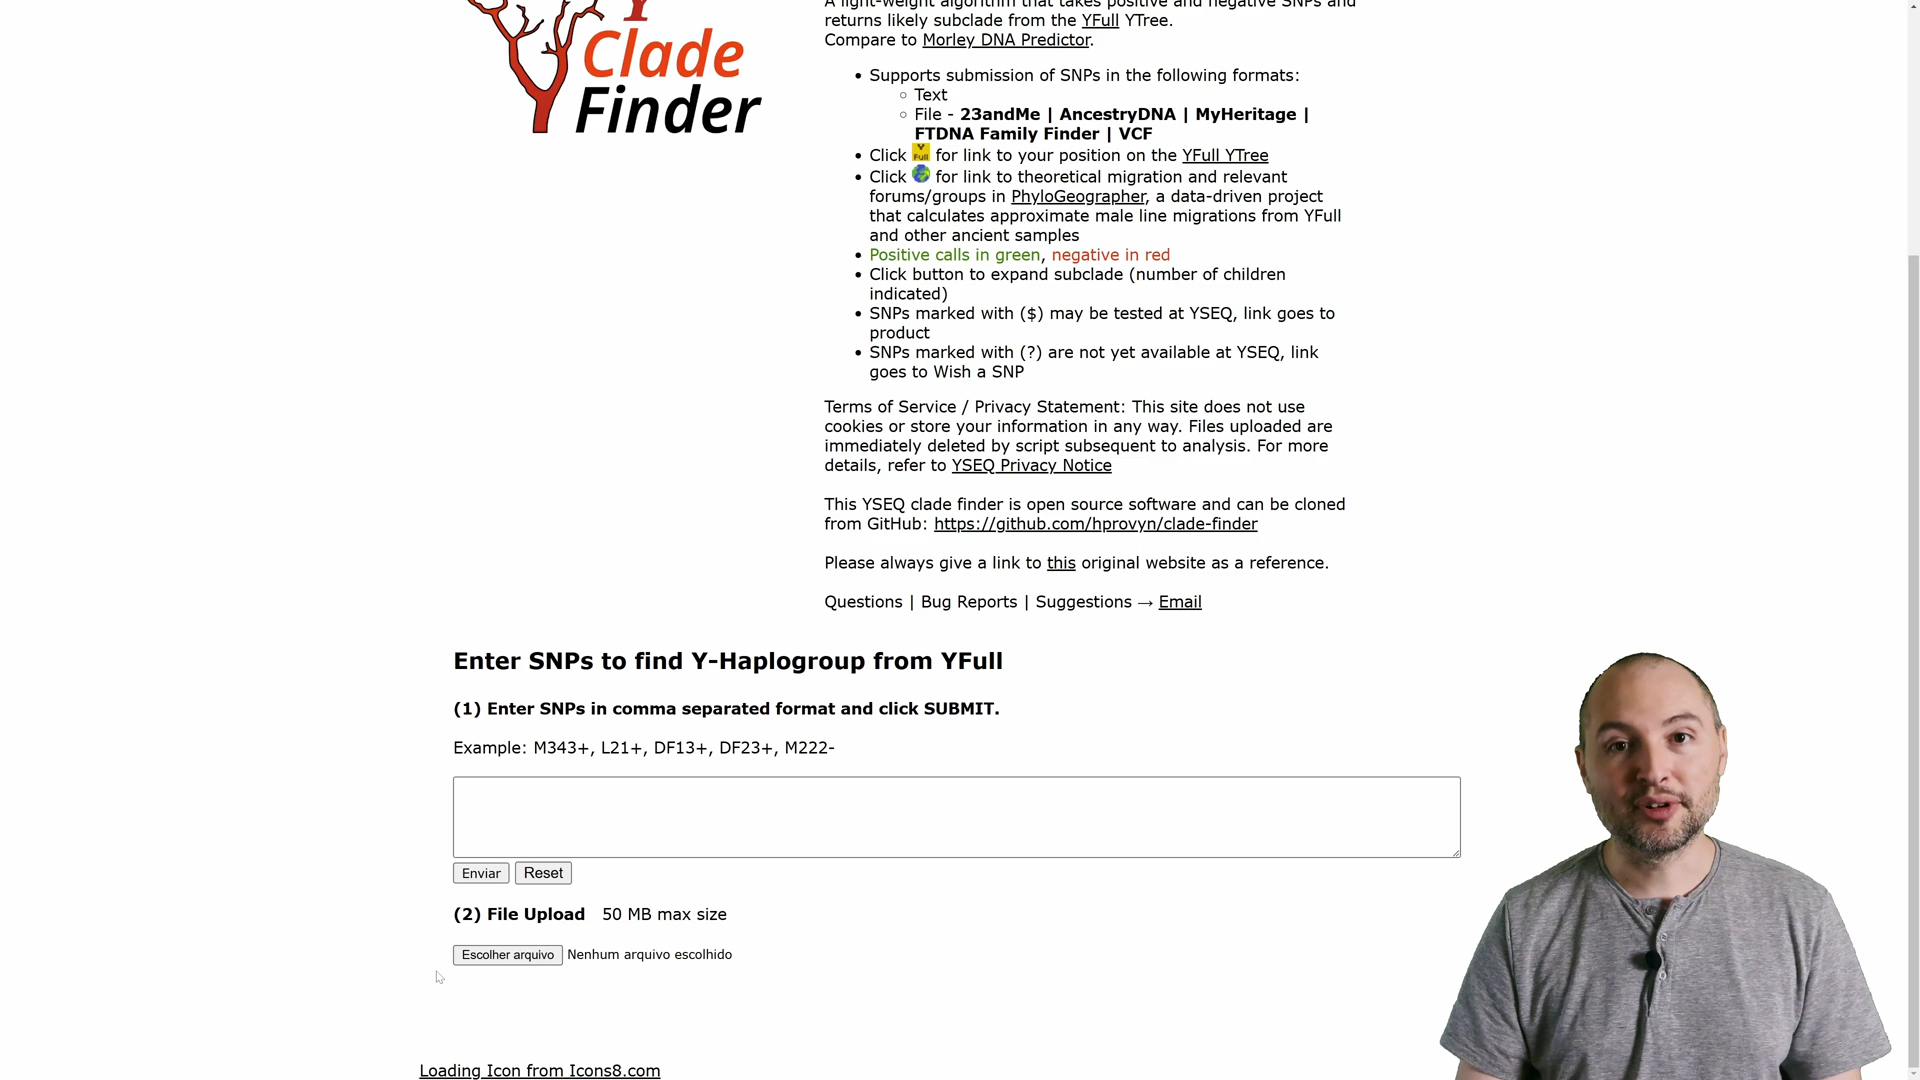 Y
Clade
Finder
A light-weight algorithm that takes positive and negative SNPs and
returns likely subclade from the YFull YTree.
Compare to Morley DNA Predictor.
• Supports submission of SNPs in the following formats:
○ Text
○ File - 23andMe | AncestryDNA | MyHeritage |
FTDNA Family Finder | VCF
• Click Y Full for link to your position on the YFull YTree
• Click for link to theoretical migration and relevant
forums/groups in PhyloGeographer, a data-driven project
that calculates approximate male line migrations from YFull
and other ancient samples
• Positive calls in green, negative in red
• Click button to expand subclade (number of children
indicated)
• SNPs marked with ($) may be tested at YSEQ, link goes to
product
• SNPs marked with (?) are not yet available at YSEQ, link
goes to Wish a SNP
Terms of Service / Privacy Statement: This site does not use
cookies or store your information in any way. Files uploaded are
immediately deleted by script subsequent to analysis. For more
details, refer to YSEQ Privacy Notice
This YSEQ clade finder is open source software and can be cloned
from GitHub: https://github.com/hprovyn/clade-finder
Please always give a link to this original website as a reference.
Questions | Bug Reports | Suggestions → Email
Enter SNPs to find Y-Haplogroup from YFull
(1) Enter SNPs in comma separated format and click SUBMIT.
Example: M343+, L21+, DF13+, DF23+, M222-
Enviar Reset
(2) File Upload 50 MB max size
Escolher arquivo Nenhum arquivo escolhido
Loading Icon from Icons8.com